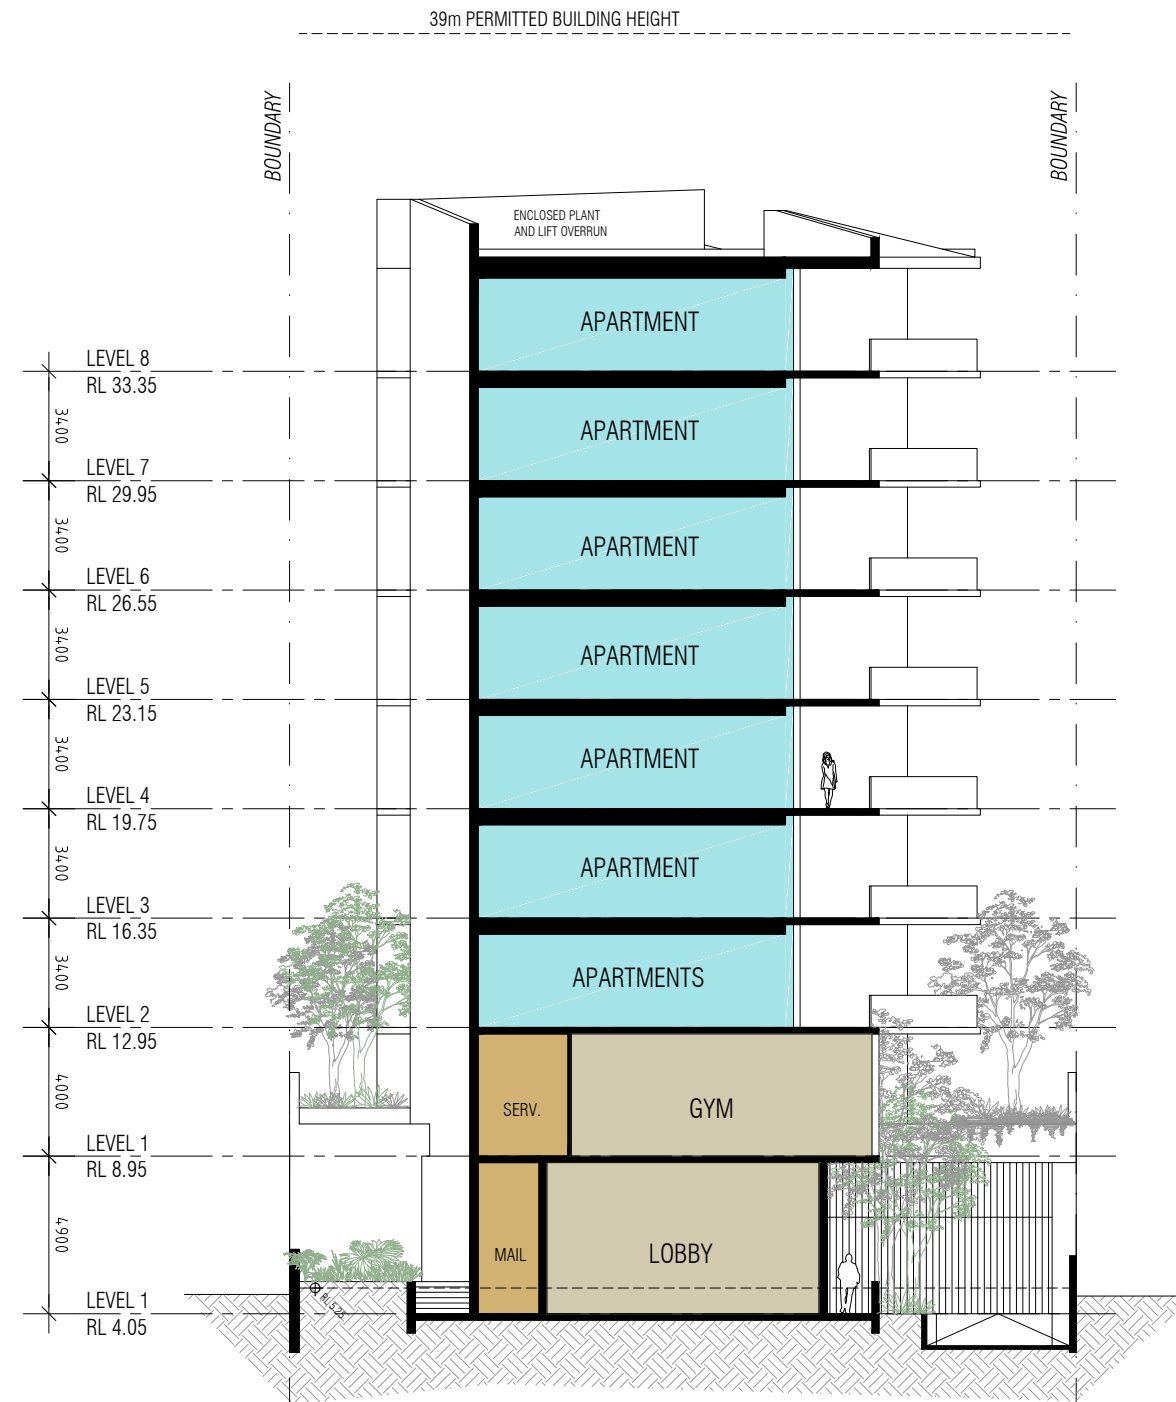 39m PERMITTED BUILDING HEIGHT
BOUNDARY
BOUNDARY
ENCLOSED PLANT
AND LIFT OVERRUN
APARTMENT
LEVEL 8
RL 33.35
3400
APARTMENT
LEVEL 7
RL 29.95
3400
APARTMENT
LEVEL 6
RL 26.55
3400
APARTMENT
LEVEL 5
RL 23.15
3400
APARTMENT
LEVEL 4
RL 19.75
3400
APARTMENT
LEVEL 3
RL 16.35
3400
APARTMENTS
LEVEL 2
RL 12.95
4000
SERV.
GYM
LEVEL 1
RL 8.95
4900
MAIL
LOBBY
RL 5.25
LEVEL 1
RL 4.05